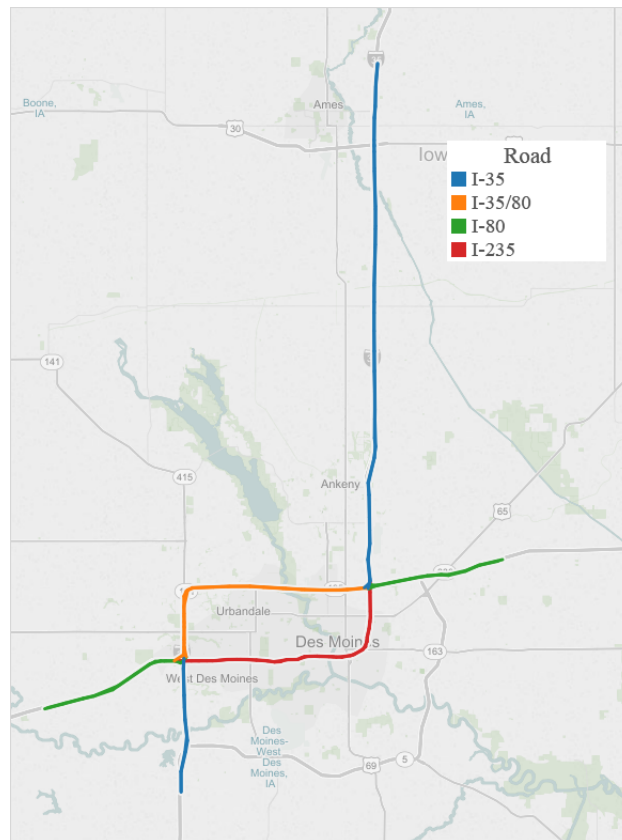 Boone,
IA
Ames
Ames,
IA
30
Iow
Road
I-35
I-35/80
I-80
I-235
141
415
Ankeny
65
Urbandale
Des Moines
163
West Des Moines
Des
Moines-
West
Des
Moines,
IA
69
5